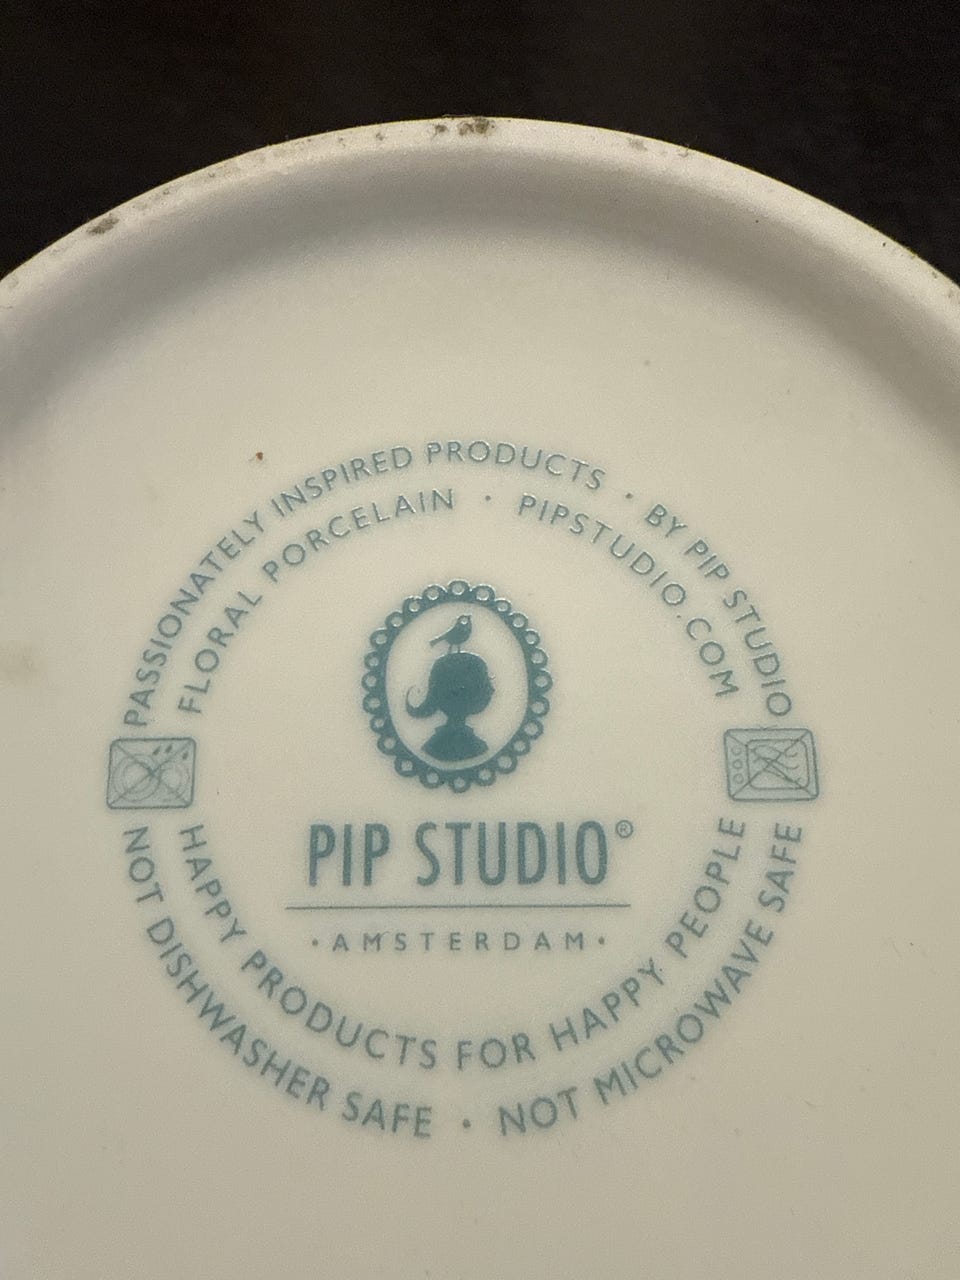 PASSIONATELY INSPIRED PRODUCTS · BY PIP STUDIO
FLORAL PORCELAIN · PIPSTUDIO.COM
PIP STUDIO®
·AMSTERDAM·
HAPPY PRODUCTS FOR HAPPY PEOPLE
NOT DISHWASHER SAFE · NOT MICROWAVE SAFE